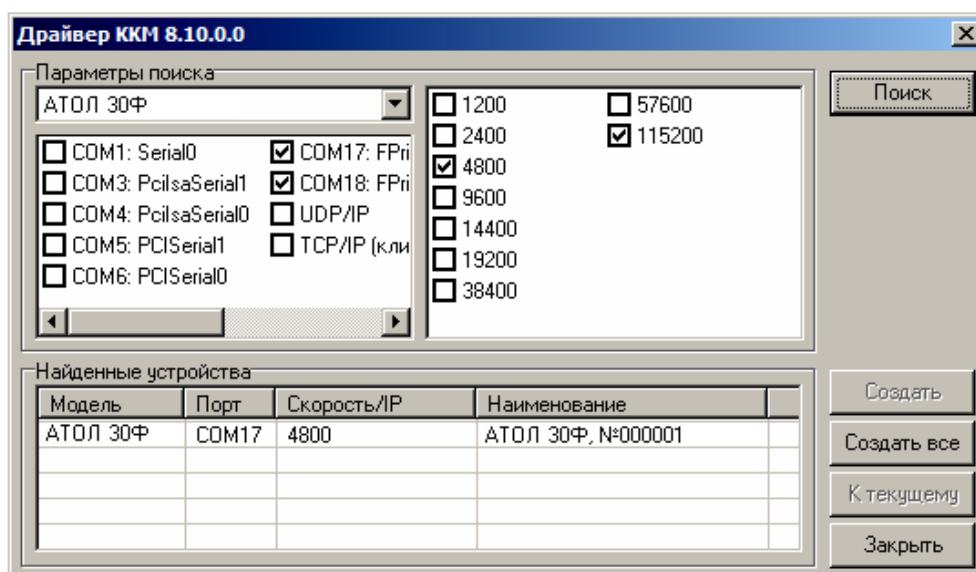 Драйвер ККМ 8.10.0.0
Параметры поиска
АТОЛ 30Ф
COM1: Serial0
COM3: PciIsaSerial1
COM4: PciIsaSerial0
COM5: PCISerial1
COM6: PCISerial0
COM17: FPri
COM18: FPri
UDP/IP
TCP/IP (кли
1200
2400
4800
9600
14400
19200
38400
57600
115200
Поиск
Найденные устройства
Модель Порт Скорость/IP Наименование
АТОЛ 30Ф COM17 4800 АТОЛ 30Ф, №000001
Создать
Создать все
К текущему
Закрыть